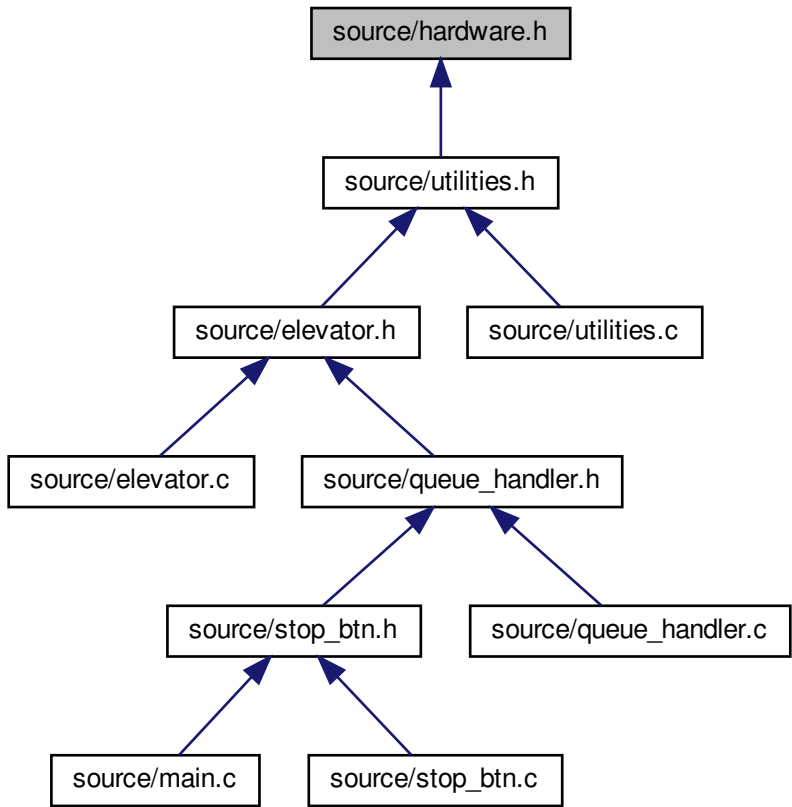 source/hardware.h
source/utilities.h
source/elevator.h
source/utilities.c
source/elevator.c
source/queue_handler.h
source/stop_btn.h
source/queue_handler.c
source/main.c
source/stop_btn.c